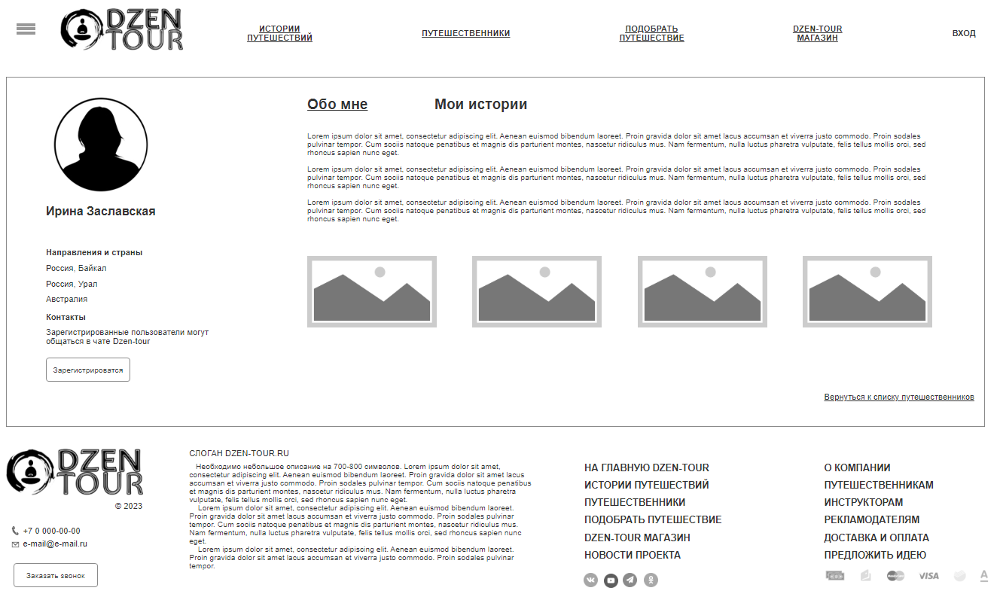 DZEN
TOUR
ИСТОРИИ
ПУТЕШЕСТВИЙ
ПУТЕШЕСТВЕННИКИ
ПОДОБРАТЬ
ПУТЕШЕСТВИЕ
DZEN-TOUR
МАГАЗИН
ВХОД
Обо мне
Мои истории
Lorem ipsum dolor sit amet, consectetur adipiscing elit. Aenean euismod bibendum laoreet. Proin gravida dolor sit amet lacus accumsan et viverra justo commodo. Proin sodales
pulvinar tempor. Cum sociis natoque penatibus et magnis dis parturient montes, nascetur ridiculus mus. Nam fermentum, nulla luctus pharetra vulputate, felis tellus mollis orci, sed
rhoncus sapien nunc eget.
Lorem ipsum dolor sit amet, consectetur adipiscing elit. Aenean euismod bibendum laoreet. Proin gravida dolor sit amet lacus accumsan et viverra justo commodo. Proin sodales
pulvinar tempor. Cum sociis natoque penatibus et magnis dis parturient montes, nascetur ridiculus mus. Nam fermentum, nulla luctus pharetra vulputate, felis tellus mollis orci, sed
rhoncus sapien nunc eget.
Lorem ipsum dolor sit amet, consectetur adipiscing elit. Aenean euismod bibendum laoreet. Proin gravida dolor sit amet lacus accumsan et viverra justo commodo. Proin sodales
pulvinar tempor. Cum sociis natoque penatibus et magnis dis parturient montes, nascetur ridiculus mus. Nam fermentum, nulla luctus pharetra vulputate, felis tellus mollis orci, sed
rhoncus sapien nunc eget.
Ирина Заславская
Направления и страны
Россия, Байкал
Россия, Урал
Австралия
Контакты
Зарегистрированные пользователи могут
общаться в чате Dzen-tour
Зарегистрироватся
Вернуться к списку путешественников
DZEN
TOUR
© 2023
+7 0 000-00-00
e-mail@e-mail.ru
Заказать звонок
СЛОГАН DZEN-TOUR.RU
Необходимо небольшое описание на 700-800 символов. Lorem ipsum dolor sit amet,
consectetur adipiscing elit. Aenean euismod bibendum laoreet. Proin gravida dolor sit amet lacus
accumsan et viverra justo commodo. Proin sodales pulvinar tempor. Cum sociis natoque penatibus
et magnis dis parturient montes, nascetur ridiculus mus. Nam fermentum, nulla luctus pharetra
vulputate, felis tellus mollis orci, sed rhoncus sapien nunc eget.
Lorem ipsum dolor sit amet, consectetur adipiscing elit. Aenean euismod bibendum laoreet.
Proin gravida dolor sit amet lacus accumsan et viverra justo commodo. Proin sodales pulvinar
tempor. Cum sociis natoque penatibus et magnis dis parturient montes, nascetur ridiculus mus.
Nam fermentum, nulla luctus pharetra vulputate, felis tellus mollis orci, sed rhoncus sapien nunc
eget.
Lorem ipsum dolor sit amet, consectetur adipiscing elit. Aenean euismod bibendum laoreet.
Proin gravida dolor sit amet lacus accumsan et viverra justo commodo. Proin sodales pulvinar
tempor.
НА ГЛАВНУЮ DZEN-TOUR
ИСТОРИИ ПУТЕШЕСТВИЙ
ПУТЕШЕСТВЕННИКИ
ПОДОБРАТЬ ПУТЕШЕСТВИЕ
DZEN-TOUR МАГАЗИН
НОВОСТИ ПРОЕКТА
О КОМПАНИИ
ПУТЕШЕСТВЕННИКАМ
ИНСТРУКТОРАМ
РЕКЛАМОДАТЕЛЯМ
ДОСТАВКА И ОПЛАТА
ПРЕДЛОЖИТЬ ИДЕЮ
VISA